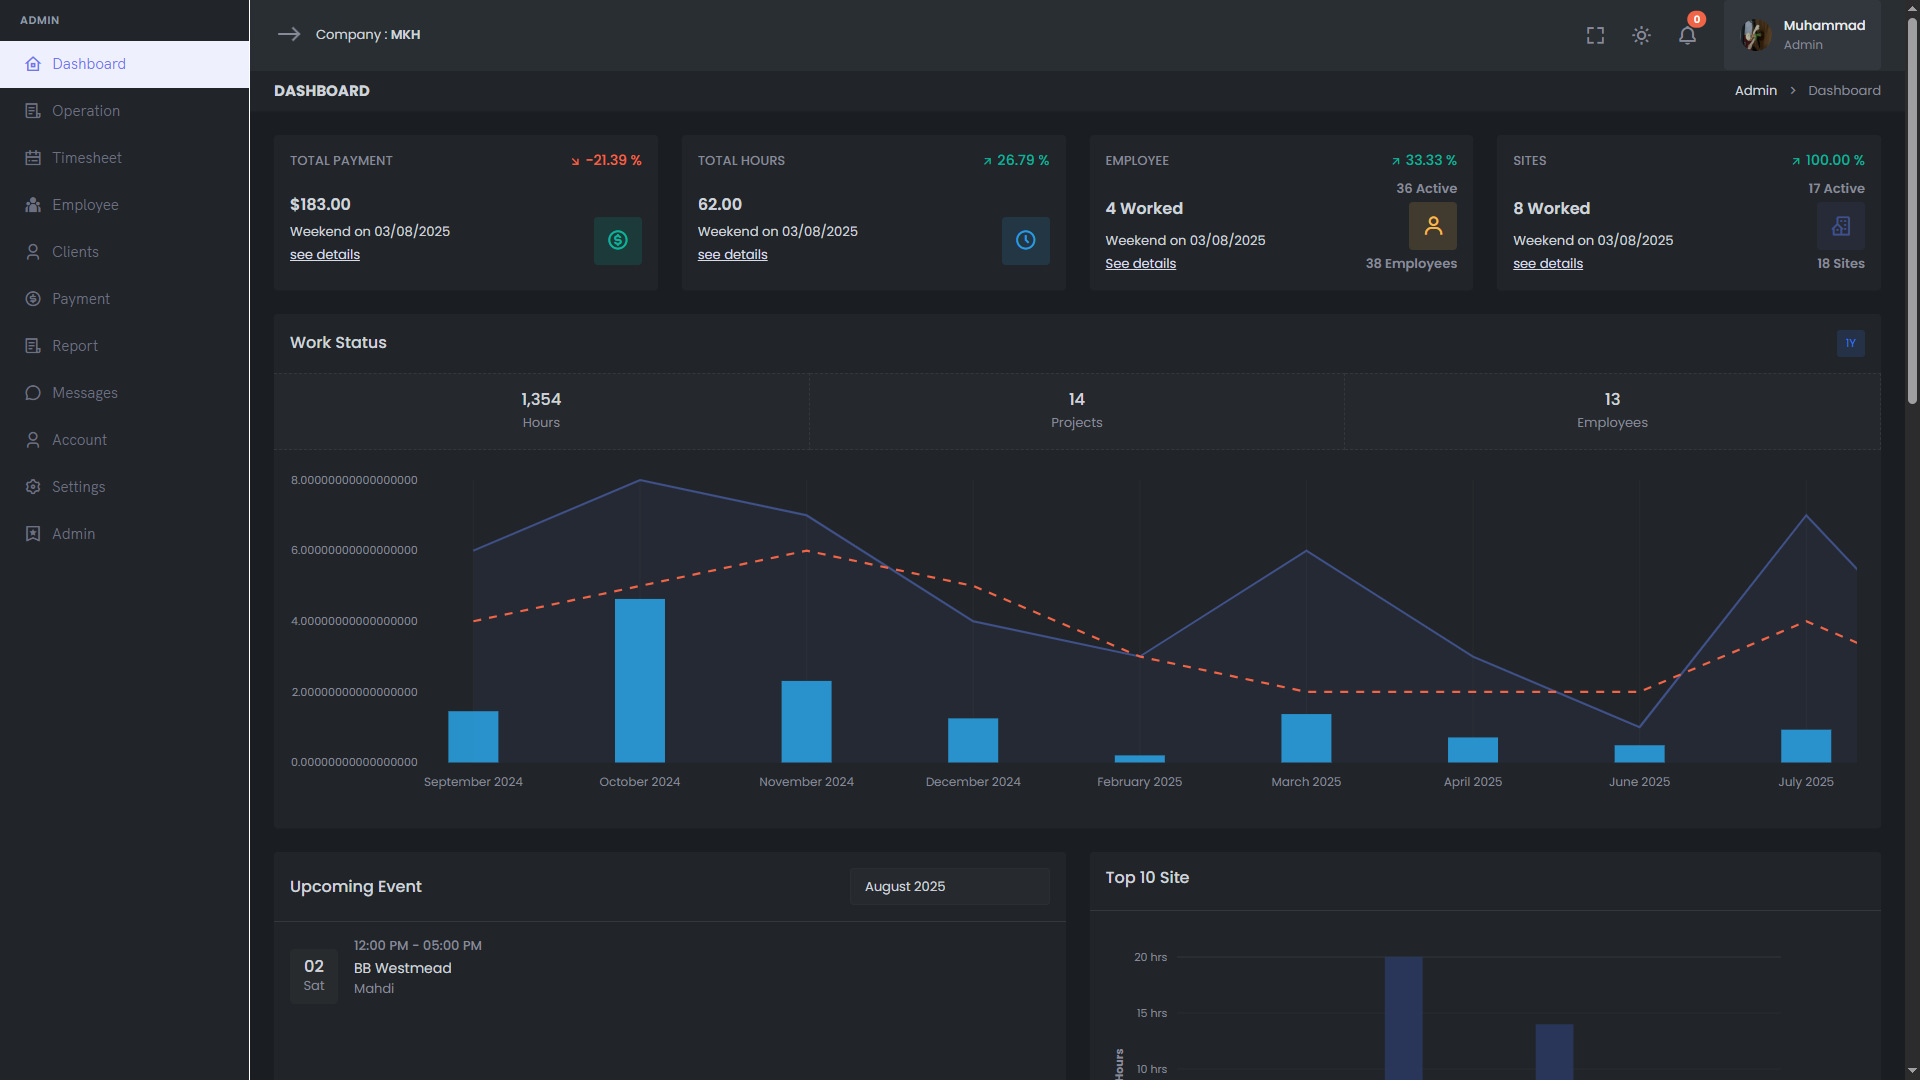 ADMIN
Dashboard
Operation
Timesheet
Employee
Clients
Payment
Report
Messages
Account
Settings
Admin
Company : MKH
0
Muhammad
Admin
DASHBOARD
Admin > Dashboard
TOTAL PAYMENT
-21.39 %
$183.00
Weekend on 03/08/2025
see details
TOTAL HOURS
26.79 %
62.00
Weekend on 03/08/2025
see details
EMPLOYEE
33.33 %
36 Active
4 Worked
Weekend on 03/08/2025
See details
38 Employees
SITES
100.00 %
17 Active
8 Worked
Weekend on 03/08/2025
see details
18 Sites
Work Status
1Y
1,354
Hours
14
Projects
13
Employees
8.00000000000000000
6.00000000000000000
4.00000000000000000
2.00000000000000000
0.00000000000000000
September 2024
October 2024
November 2024
December 2024
February 2025
March 2025
April 2025
June 2025
July 2025
Upcoming Event
August 2025
02
Sat
12:00 PM - 05:00 PM
BB Westmead
Mahdi
Top 10 Site
20 hrs
15 hrs
10 hrs
Hours